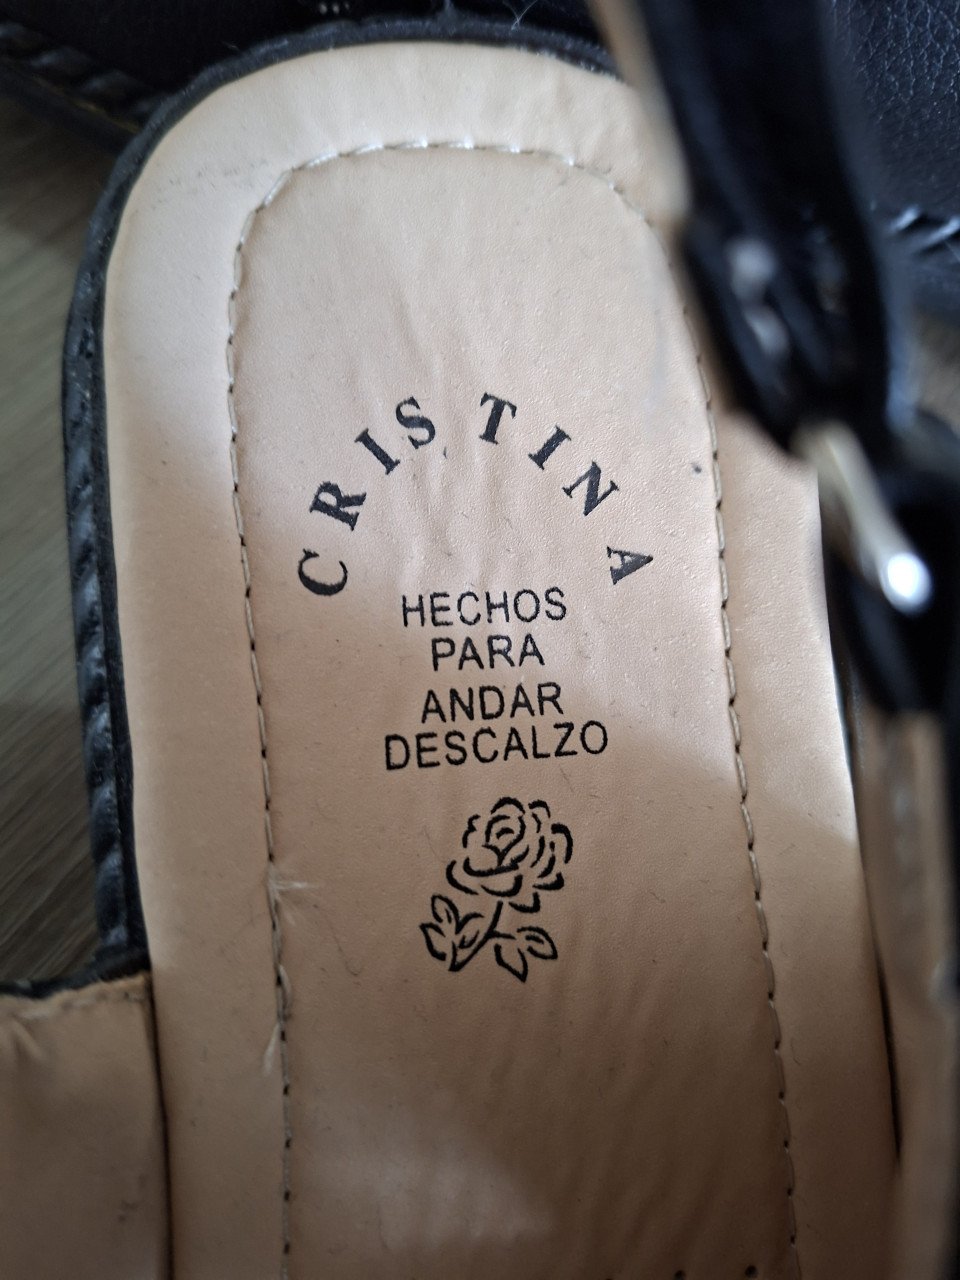 CRISTINA
HECHOS
PARA
ANDAR
DESCALZO